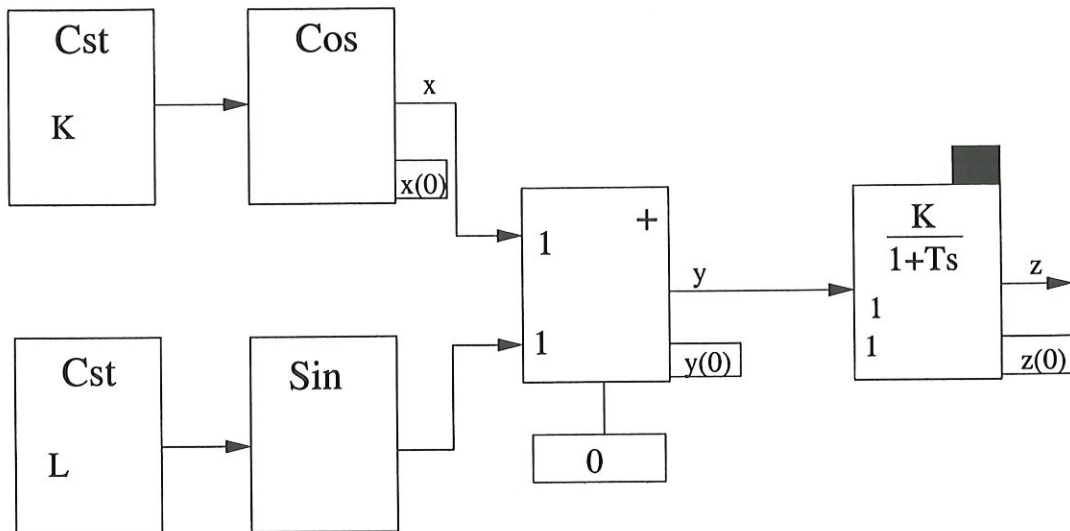 Cst
K
Cos
x
x(0)
1
+
1
y
y(0)
0
K
1+Ts
1
1
z
z(0)
Cst
L
Sin